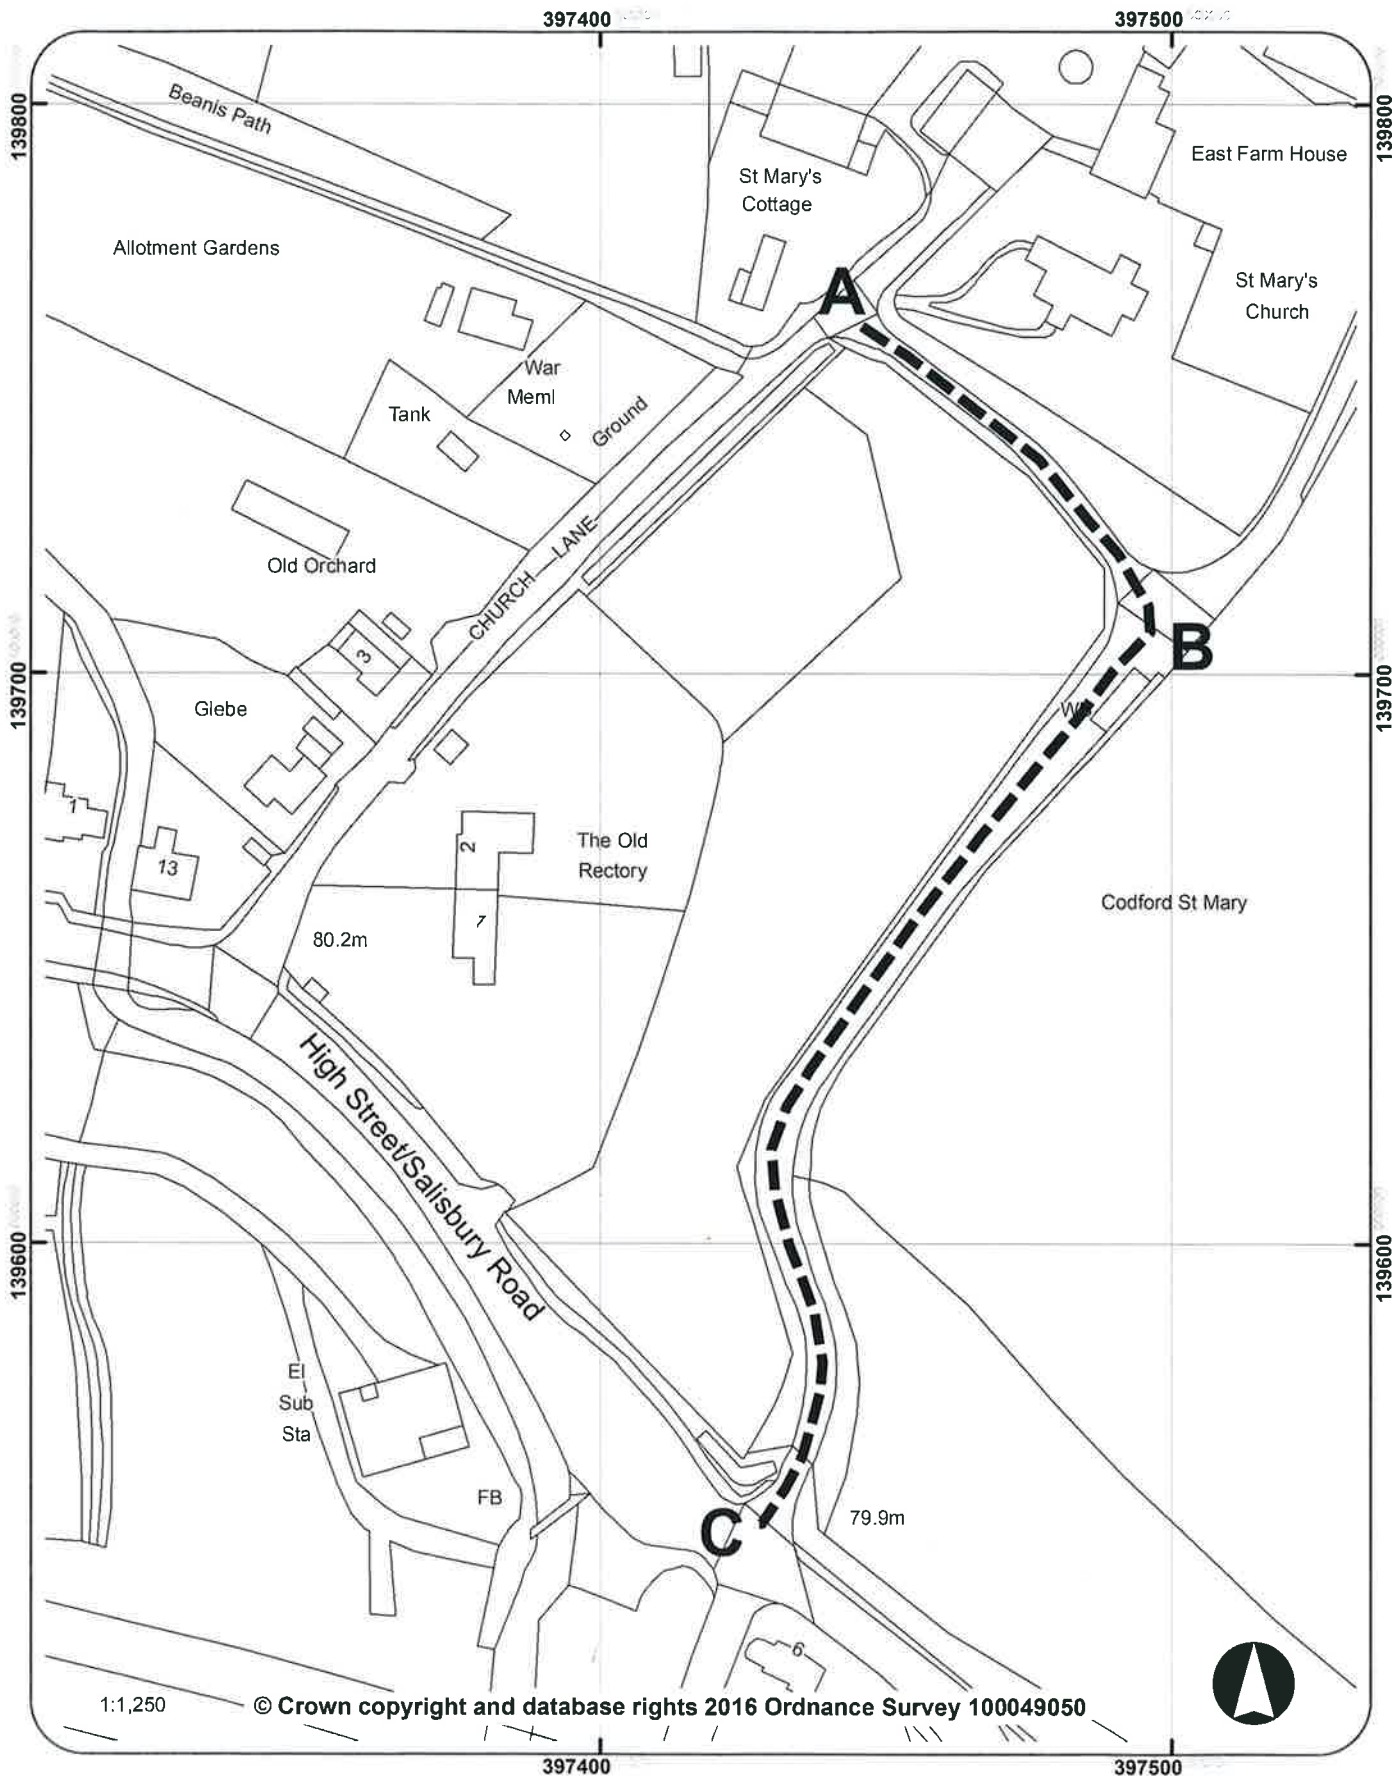 397400
397500
139800
139800
Beanis Path
East Farm House
St Mary's
Cottage
Allotment Gardens
A
St Mary's
Church
War
Meml
Tank
Ground
CHURCH LANE
Old Orchard
3
B
139700
139700
Glebe
1
2
The Old
Rectory
13
7
Codford St Mary
80.2m
High Street/Salisbury Road
139600
139600
El
Sub
Sta
FB
C
79.9m
6
1:1,250
© Crown copyright and database rights 2016 Ordnance Survey 100049050
397400
397500